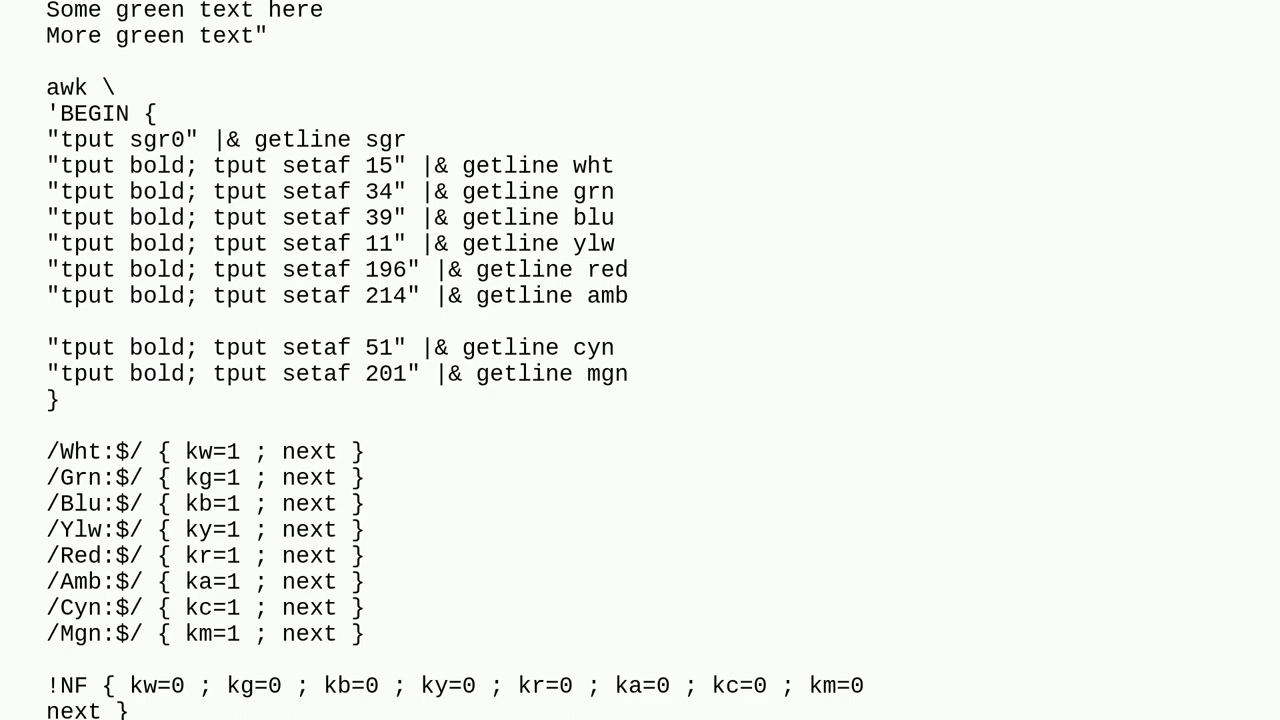 Some green text here
More green text"
awk \
'BEGIN {
"tput sgr0" |& getline sgr
"tput bold; tput setaf 15" |& getline wht
"tput bold; tput setaf 34" |& getline grn
"tput bold; tput setaf 39" |& getline blu
"tput bold; tput setaf 11" |& getline ylw
"tput bold; tput setaf 196" |& getline red
"tput bold; tput setaf 214" |& getline amb
"tput bold; tput setaf 51" |& getline cyn
"tput bold; tput setaf 201" |& getline mgn
}
/Wht:$/ { kw=1 ; next }
/Grn:$/ { kg=1 ; next }
/Blu:$/ { kb=1 ; next }
/Ylw:$/ { ky=1 ; next }
/Red:$/ { kr=1 ; next }
/Amb:$/ { ka=1 ; next }
/Cyn:$/ { kc=1 ; next }
/Mgn:$/ { km=1 ; next }
!NF { kw=0 ; kg=0 ; kb=0 ; ky=0 ; kr=0 ; ka=0 ; kc=0 ; km=0
next }